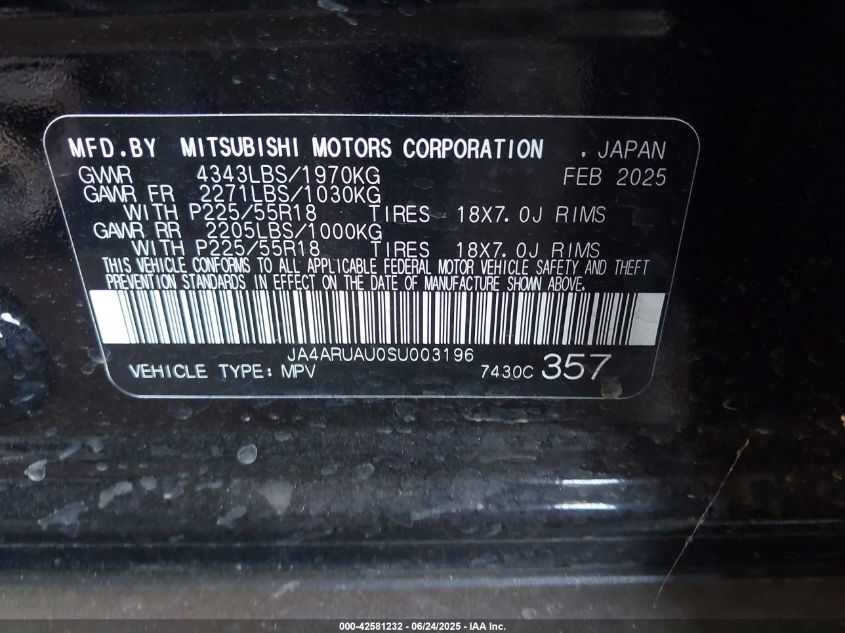 MFD.BY MITSUBISHI MOTORS CORPORATION . JAPAN
GVWR 4343LBS/1970KG FEB 2025
GAWR FR 2271LBS/1030KG
WITH P225/55R18 TIRES 18X7.0J RIMS
GAWR RR 2205LBS/1000KG
WITH P225/55R18 TIRES 18X7.0J RIMS
THIS VEHICLE CONFORMS TO ALL APPLICABLE FEDERAL MOTOR VEHICLE SAFETY AND THEFT
PREVENTION STANDARDS IN EFFECT ON THE DATE OF MANUFACTURE SHOWN ABOVE.
JA4ARUAU0SU003196
VEHICLE TYPE: MPV 7430C 357
000-42581232 - 06/24/2025 - IAA Inc.